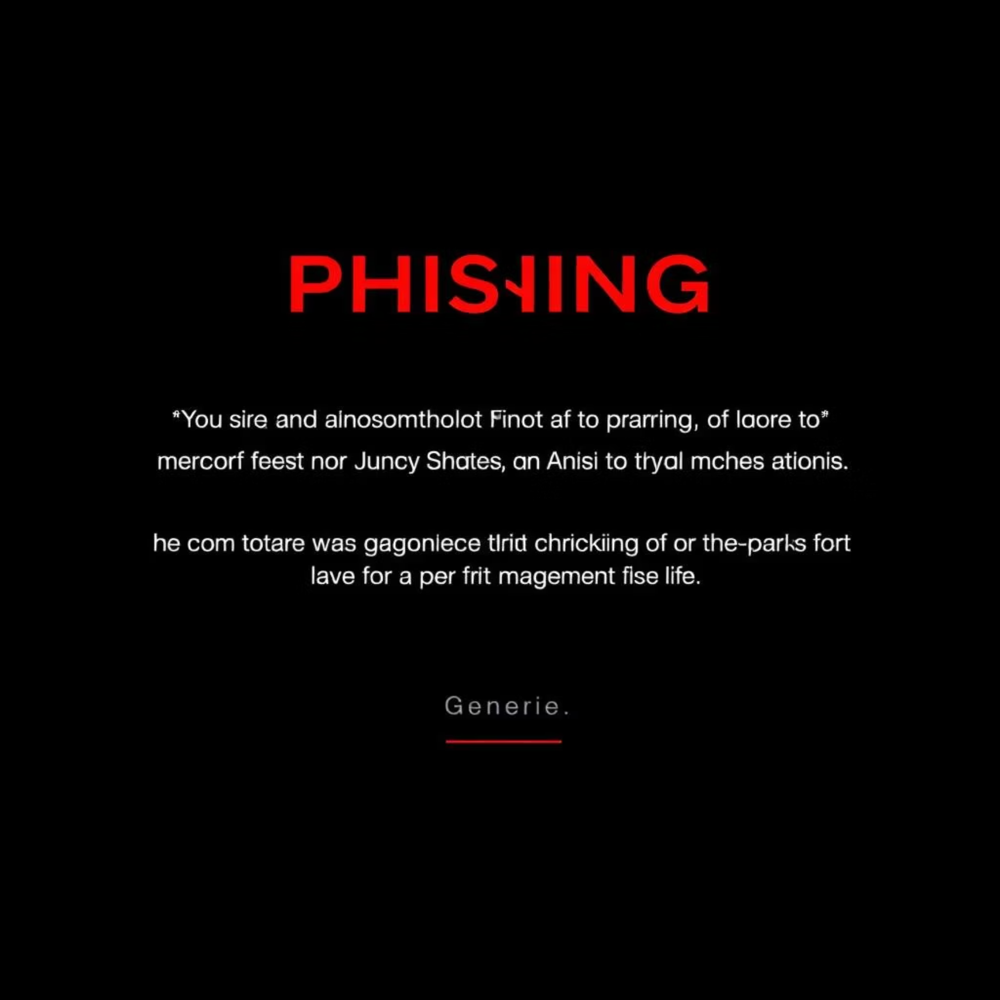 PHISHING
"You sire and alnosomtholot Finot af to prarring, of laore to"
mercorf feest nor Juncy Shates, an Anisi to tryal mches ationis.
he com totare was gagoniece tlrid chrickiing of or the-parks fort
lave for a per frit magement flse life.
Generie.